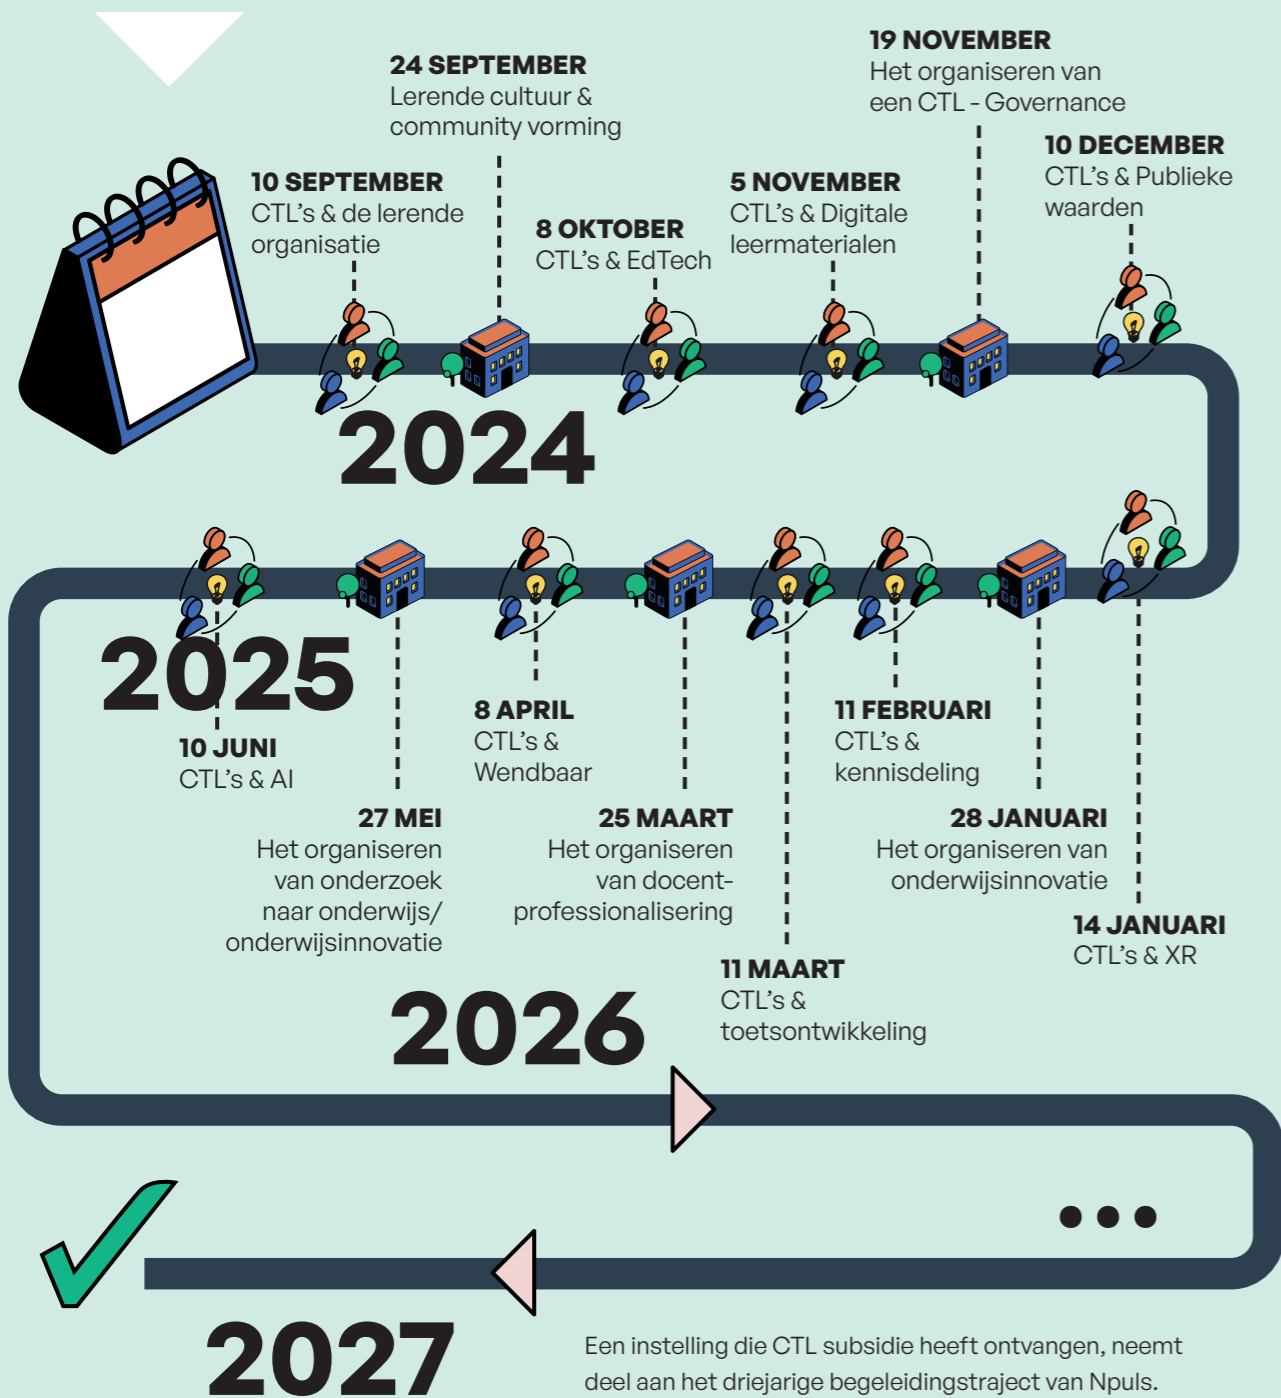 10 SEPTEMBER
CTL's & de lerende
organisatie
24 SEPTEMBER
Lerende cultuur &
community vorming
8 OKTOBER
CTL's & EdTech
5 NOVEMBER
CTL's & Digitale
leermaterialen
19 NOVEMBER
Het organiseren van
een CTL - Governance
10 DECEMBER
CTL's & Publieke
waarden
2024
2025
10 JUNI
CTL's & AI
27 MEI
Het organiseren
van onderzoek
naar onderwijs/
onderwijsinnovatie
8 APRIL
CTL's &
Wendbaar
25 MAART
Het organiseren
van docent-
professionalisering
11 MAART
CTL's &
toetsontwikkeling
11 FEBRUARI
CTL's &
kennisdeling
28 JANUARI
Het organiseren van
onderwijsinnovatie
14 JANUARI
CTL's & XR
2026
2027
Een instelling die CTL subsidie heeft ontvangen, neemt
deel aan het driejarige begeleidingstraject van Npuls.